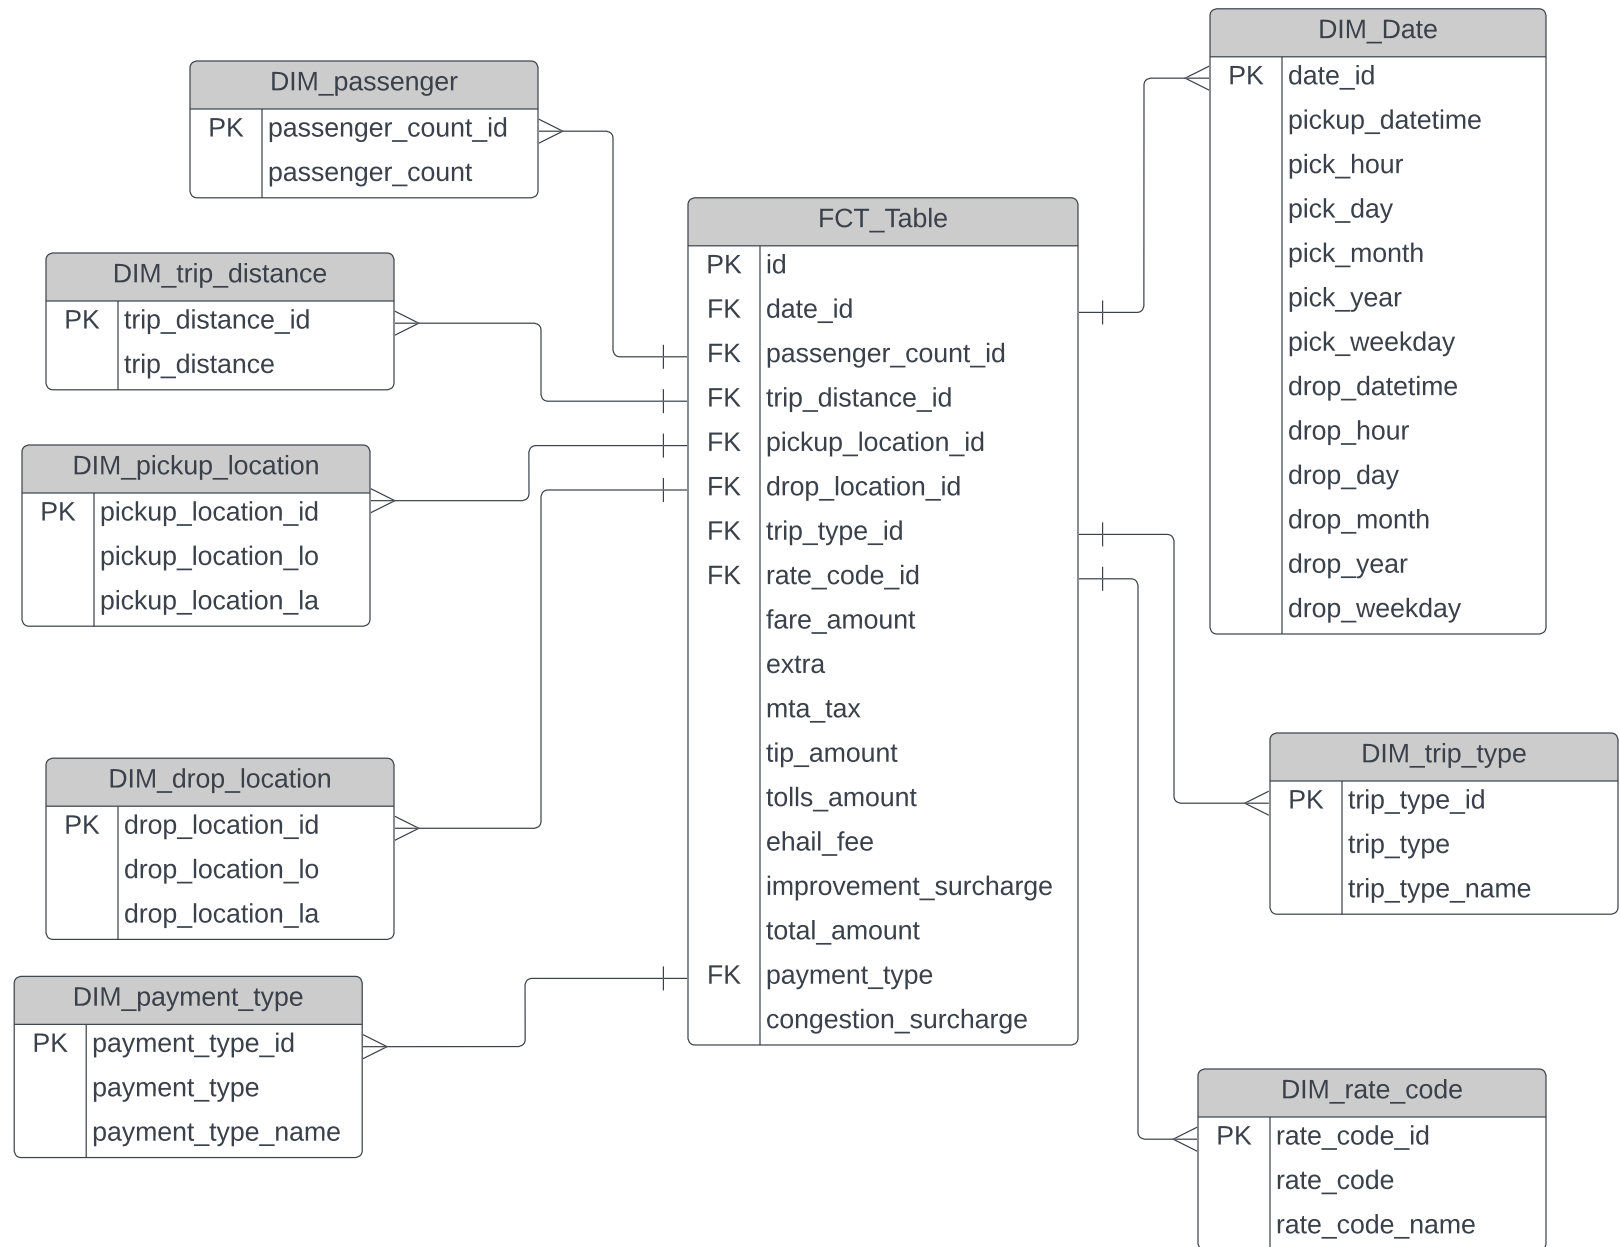 DIM_passenger
PK passenger_count_id
passenger_count
DIM_trip_distance
PK trip_distance_id
trip_distance
DIM_pickup_location
PK pickup_location_id
pickup_location_lo
pickup_location_la
DIM_drop_location
PK drop_location_id
drop_location_lo
drop_location_la
DIM_payment_type
PK payment_type_id
payment_type
payment_type_name
FCT_Table
PK id
FK date_id
FK passenger_count_id
FK trip_distance_id
FK pickup_location_id
FK drop_location_id
FK trip_type_id
FK rate_code_id
fare_amount
extra
mta_tax
tip_amount
tolls_amount
ehail_fee
improvement_surcharge
total_amount
FK payment_type
congestion_surcharge
DIM_Date
PK date_id
pickup_datetime
pick_hour
pick_day
pick_month
pick_year
pick_weekday
drop_datetime
drop_hour
drop_day
drop_month
drop_year
drop_weekday
DIM_trip_type
PK trip_type_id
trip_type
trip_type_name
DIM_rate_code
PK rate_code_id
rate_code
rate_code_name